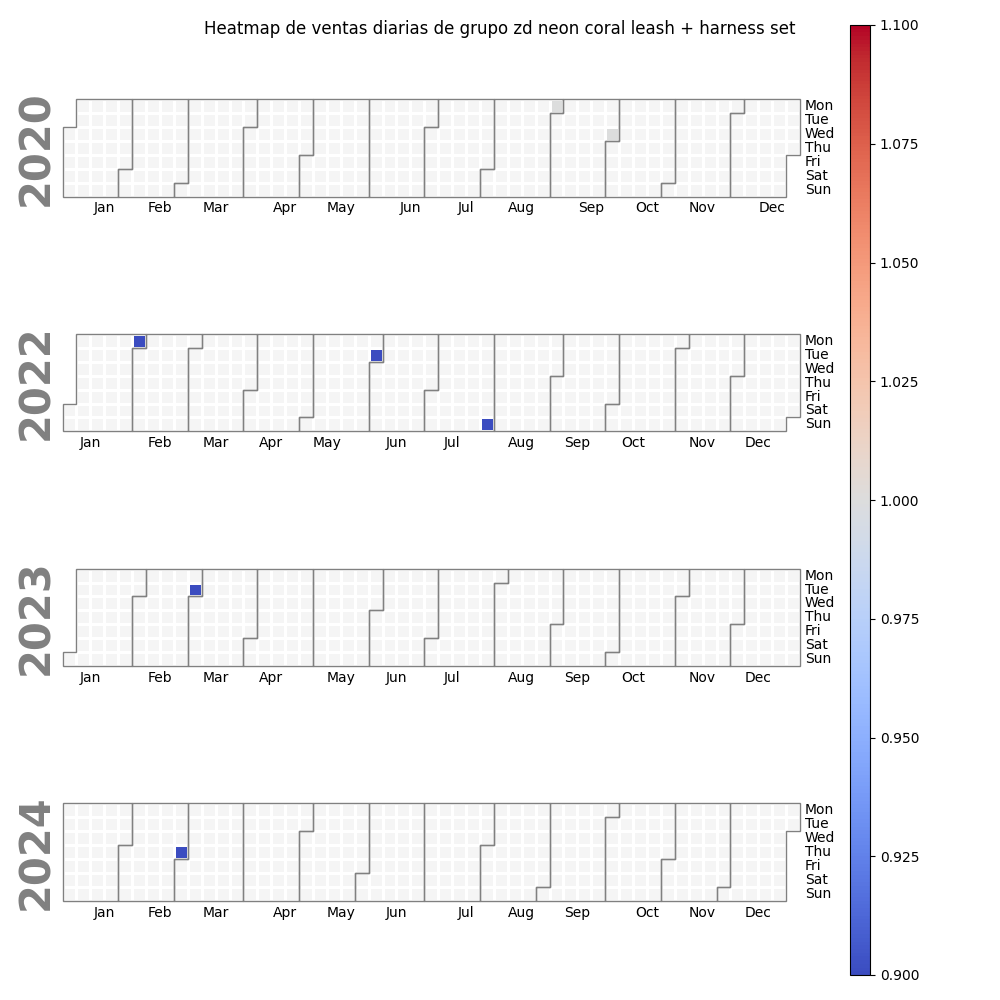 Heatmap de ventas diarias de grupo zd neon coral leash + harness set
2020
Mon
Tue
Wed
Thu
Fri
Sat
Sun
Jan Feb Mar Apr May Jun Jul Aug Sep Oct Nov Dec
2022
Mon
Tue
Wed
Thu
Fri
Sat
Sun
Jan Feb Mar Apr May Jun Jul Aug Sep Oct Nov Dec
2023
Mon
Tue
Wed
Thu
Fri
Sat
Sun
Jan Feb Mar Apr May Jun Jul Aug Sep Oct Nov Dec
2024
Mon
Tue
Wed
Thu
Fri
Sat
Sun
Jan Feb Mar Apr May Jun Jul Aug Sep Oct Nov Dec
1.100
1.075
1.050
1.025
1.000
0.975
0.950
0.925
0.900